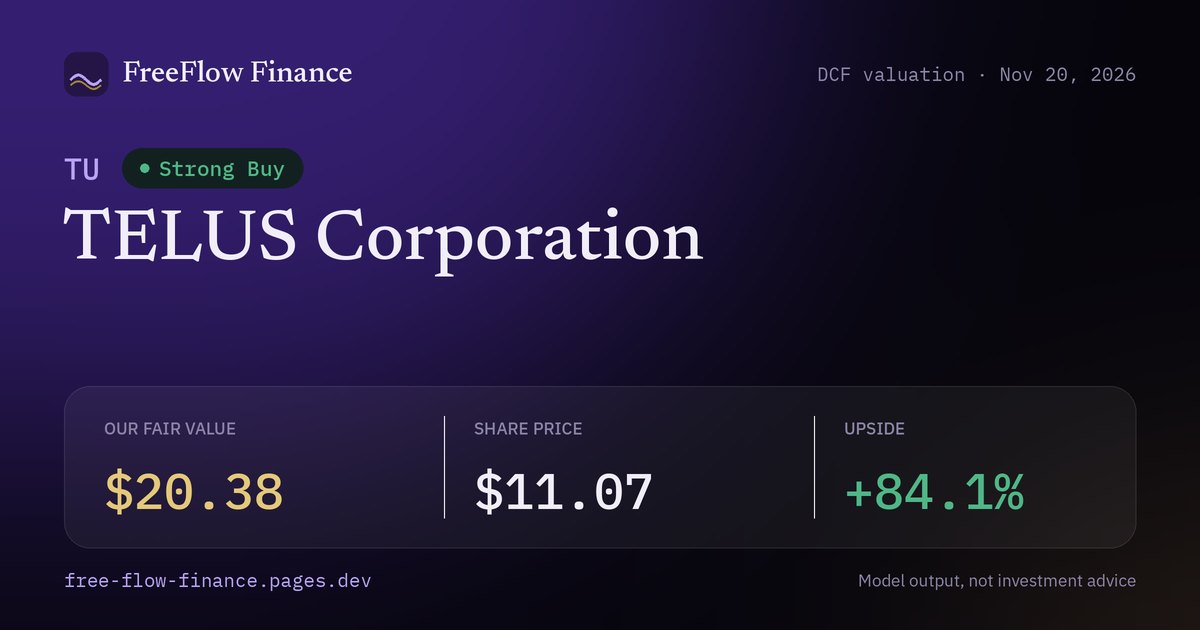 FreeFlow Finance
DCF valuation · Nov 20, 2026
TU
Strong Buy
TELUS Corporation
OUR FAIR VALUE
$20.38
SHARE PRICE
$11.07
UPSIDE
+84.1%
free-flow-finance.pages.dev
Model output, not investment advice